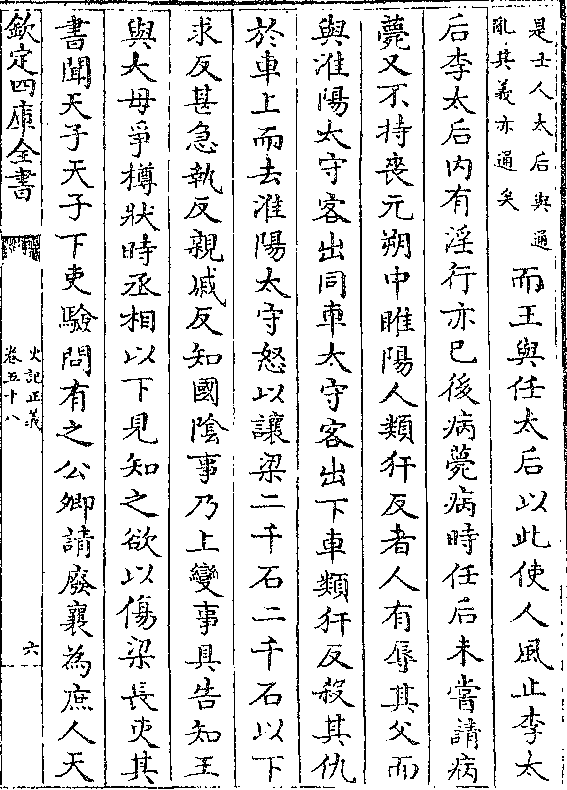 是士人太后與通
亂其義亦通矣
而王與任太后以此使人風止李太
后李太后內有淫行亦已後病薨病時任后未嘗請病
薨又不持喪元朔中睢陽人類犴反者人有辱其父而
與淮陽太守客出同車太守客出下車類犴反殺其仇
於車上而去淮陽太守怒以讓梁二千石二千石以下
求反甚急執反親戚反知國陰事乃上變事具告知王
與大母爭樽狀時丞相以下見知之欲以傷梁長吏其
書聞天子天子下吏驗問有之公卿請廢襄為庶人天
欽定四庫全書
史記正義
卷五十八
六